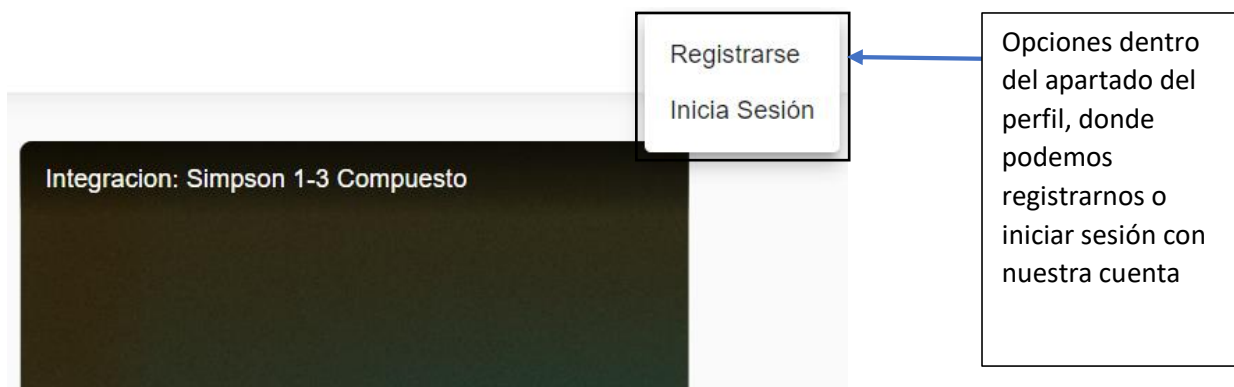 Registrarse
Inicia Sesión
Integracion: Simpson 1-3 Compuesto
Opciones dentro
del apartado del
perfil, donde
podemos
registrarnos o
iniciar sesión con
nuestra cuenta